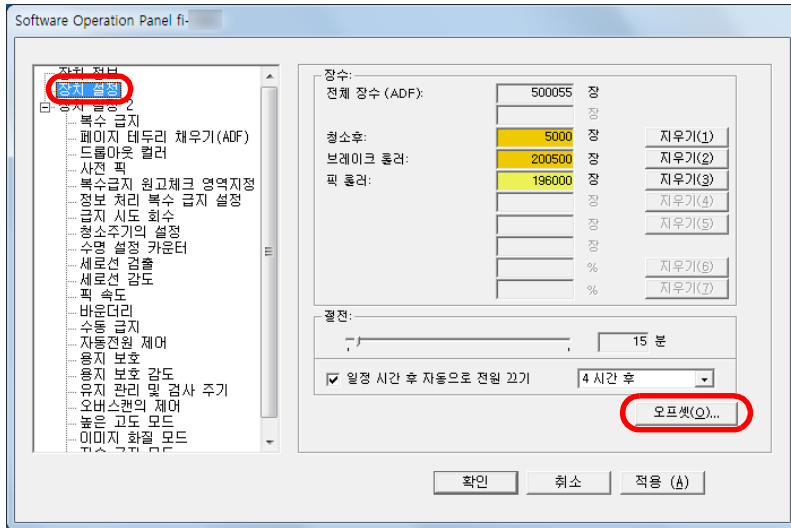 Software Operation Panel fi-
장치 정보
장치 설정
장치 설정 2
복수 급지
페이지 테두리 채우기(ADF)
드롭아웃 컬러
사전 픽
복수급지 원고체크 영역지정
정보 처리 복수 급지 설정
급지 시도 회수
청소주기의 설정
수명 설정 카운터
세로선 검출
세로선 감도
픽 속도
바운더리
수동 급지
자동전원 제어
용지 보호
용지 보호 감도
유지 관리 및 검사 주기
오버스캔의 제어
높은 고도 모드
이미지 화질 모드
장수:
전체 장수 (ADF): 500055 장
장
청소후: 5000 장 지우기(1)
브레이크 롤러: 200500 장 지우기(2)
픽 롤러: 196000 장 지우기(3)
장 지우기(4)
장 지우기(5)
장
% 지우기(6)
% 지우기(7)
절전:
15 분
일정 시간 후 자동으로 전원 끄기 4 시간 후
오프셋(O)...
확인 취소 적용 (A)